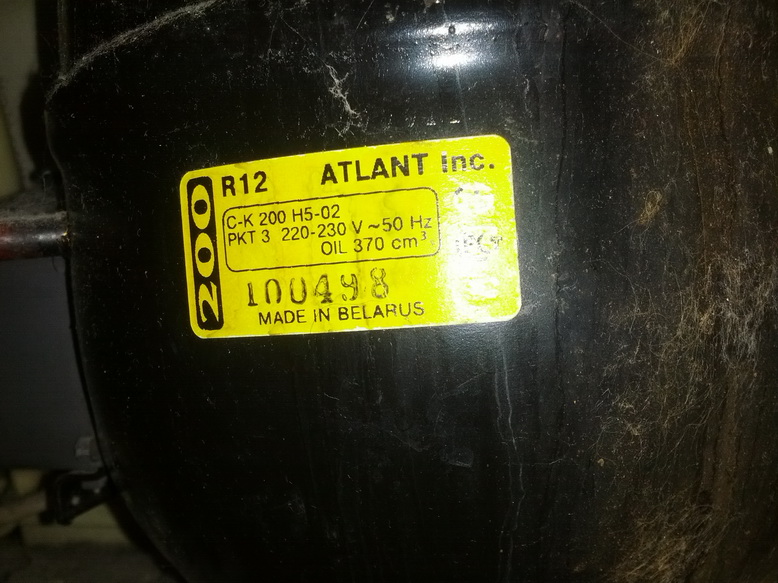 200
R12 ATLANT Inc.
C-K 200 H5-02
PKT 3 220-230 V ~50 Hz
OIL 370 cm³
100498
MADE IN BELARUS